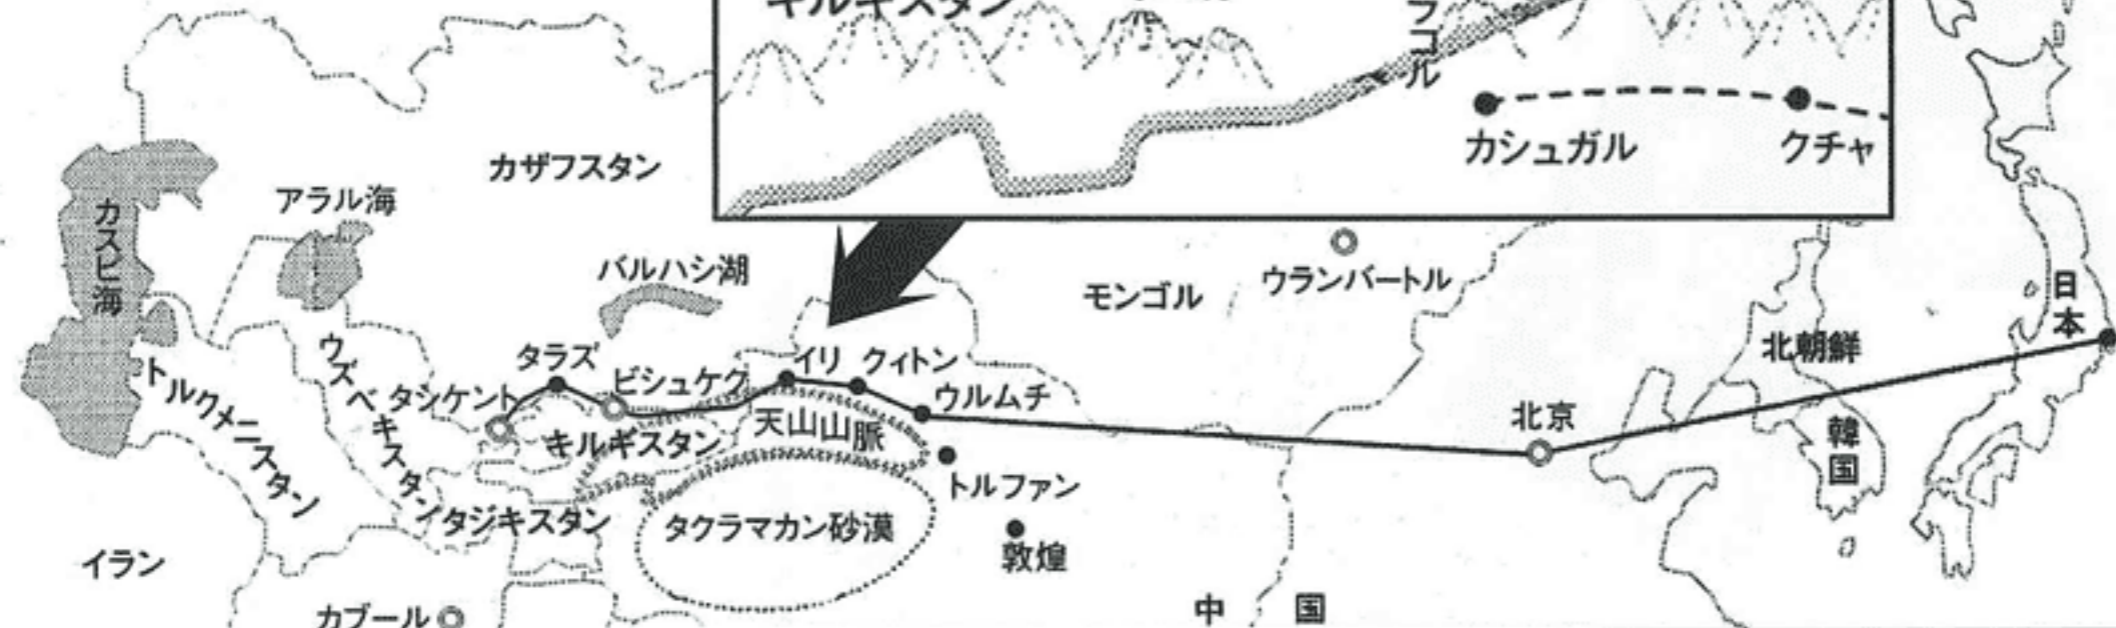 キルギスタン
ゴル
カシュガル
クチャ
カザフスタン
アラル海
カスピ海
バルハシ湖
モンゴル
ウランバートル
日本
北朝鮮
韓国
タラズ
ビシュケク
イリ
クィトン
ウルムチ
北京
タシケント
ウズベキスタン
トルクメニスタン
キルギスタン
天山山脈
トルファン
タジキスタン
タクラマカン砂漠
敦煌
イラン
カブール
中国